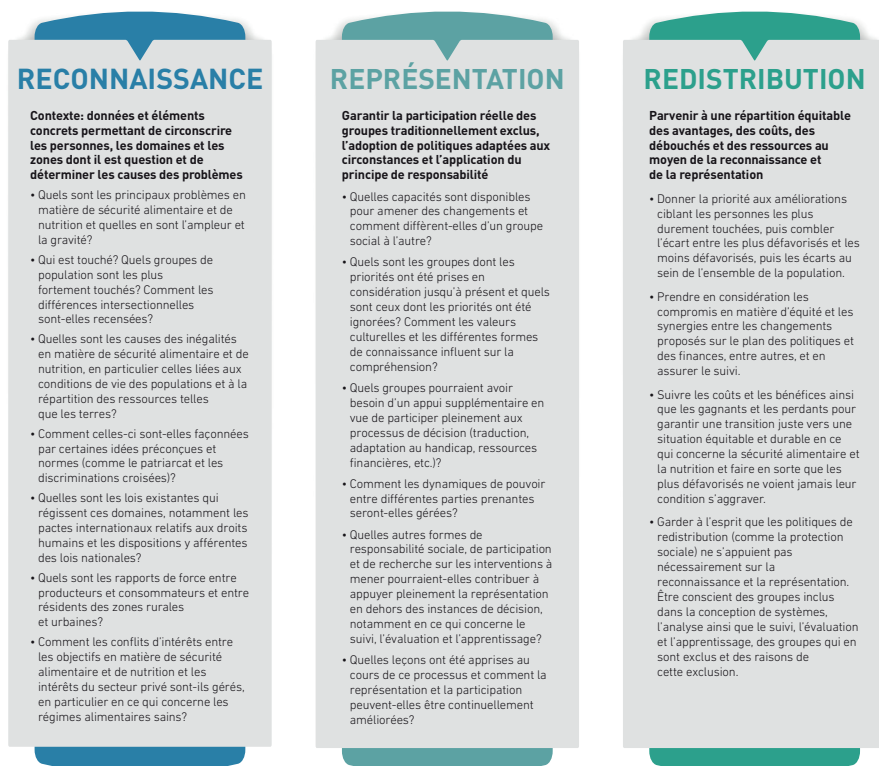 RECONNAISSANCE
Contexte: données et éléments
concrets permettant de circonscrire
les personnes, les domaines et les
zones dont il est question et de
déterminer les causes des problèmes
• Quels sont les principaux problèmes en
matière de sécurité alimentaire et de
nutrition et quelles en sont l'ampleur et
la gravité?
• Qui est touché? Quels groupes de
population sont les plus
fortement touchés? Comment les
différences intersectionnelles
sont-elles recensées?
• Quelles sont les causes des inégalités
en matière de sécurité alimentaire et de
nutrition, en particulier celles liées aux
conditions de vie des populations et à la
répartition des ressources telles
que les terres?
• Comment celles-ci sont-elles façonnées
par certaines idées préconçues et
normes (comme le patriarcat et les
discriminations croisées)?
• Quelles sont les lois existantes qui
régissent ces domaines, notamment les
pactes internationaux relatifs aux droits
humains et les dispositions y afférentes
des lois nationales?
• Quels sont les rapports de force entre
producteurs et consommateurs et entre
résidents des zones rurales
et urbaines?
• Comment les conflits d'intérêts entre
les objectifs en matière de sécurité
alimentaire et de nutrition et les
intérêts du secteur privé sont-ils gérés,
en particulier en ce qui concerne les
régimes alimentaires sains?
REPRÉSENTATION
Garantir la participation réelle des
groupes traditionnellement exclus,
l'adoption de politiques adaptées aux
circonstances et l'application du
principe de responsabilité
• Quelles capacités sont disponibles
pour amener des changements et
comment diffèrent-elles d'un groupe
social à l'autre?
• Quels sont les groupes dont les
priorités ont été prises en
considération jusqu'à présent et quels
sont ceux dont les priorités ont été
ignorées? Comment les valeurs
culturelles et les différentes formes
de connaissance influent sur la
compréhension?
• Quels groupes pourraient avoir
besoin d'un appui supplémentaire en
vue de participer pleinement aux
processus de décision (traduction,
adaptation au handicap, ressources
financières, etc.)?
• Comment les dynamiques de pouvoir
entre différentes parties prenantes
seront-elles gérées?
• Quelles autres formes de
responsabilité sociale, de participation
et de recherche sur les interventions à
mener pourraient-elles contribuer à
appuyer pleinement la représentation
en dehors des instances de décision,
notamment en ce qui concerne le
suivi, l'évaluation et l'apprentissage?
• Quelles leçons ont été apprises au
cours de ce processus et comment la
représentation et la participation
peuvent-elles être continuellement
améliorées?
REDISTRIBUTION
Parvenir à une répartition équitable
des avantages, des coûts, des
débouchés et des ressources au
moyen de la reconnaissance et
de la représentation
• Donner la priorité aux améliorations
ciblant les personnes les plus
durement touchées, puis combler
l'écart entre les plus défavorisés et les
moins défavorisés, puis les écarts au
sein de l'ensemble de la population.
• Prendre en considération les
compromis en matière d'équité et les
synergies entre les changements
proposés sur le plan des politiques et
des finances, entre autres, et en
assurer le suivi.
• Suivre les coûts et les bénéfices ainsi
que les gagnants et les perdants pour
garantir une transition juste vers une
situation équitable et durable en ce
qui concerne la sécurité alimentaire et
la nutrition et faire en sorte que les
plus défavorisés ne voient jamais leur
condition s'aggraver.
• Garder à l'esprit que les politiques de
redistribution (comme la protection
sociale) ne s'appuient pas
nécessairement sur la
reconnaissance et la représentation.
Être conscient des groupes inclus
dans la conception de systèmes,
l'analyse ainsi que le suivi, l'évaluation
et l'apprentissage, des groupes qui en
sont exclus et des raisons de
cette exclusion.